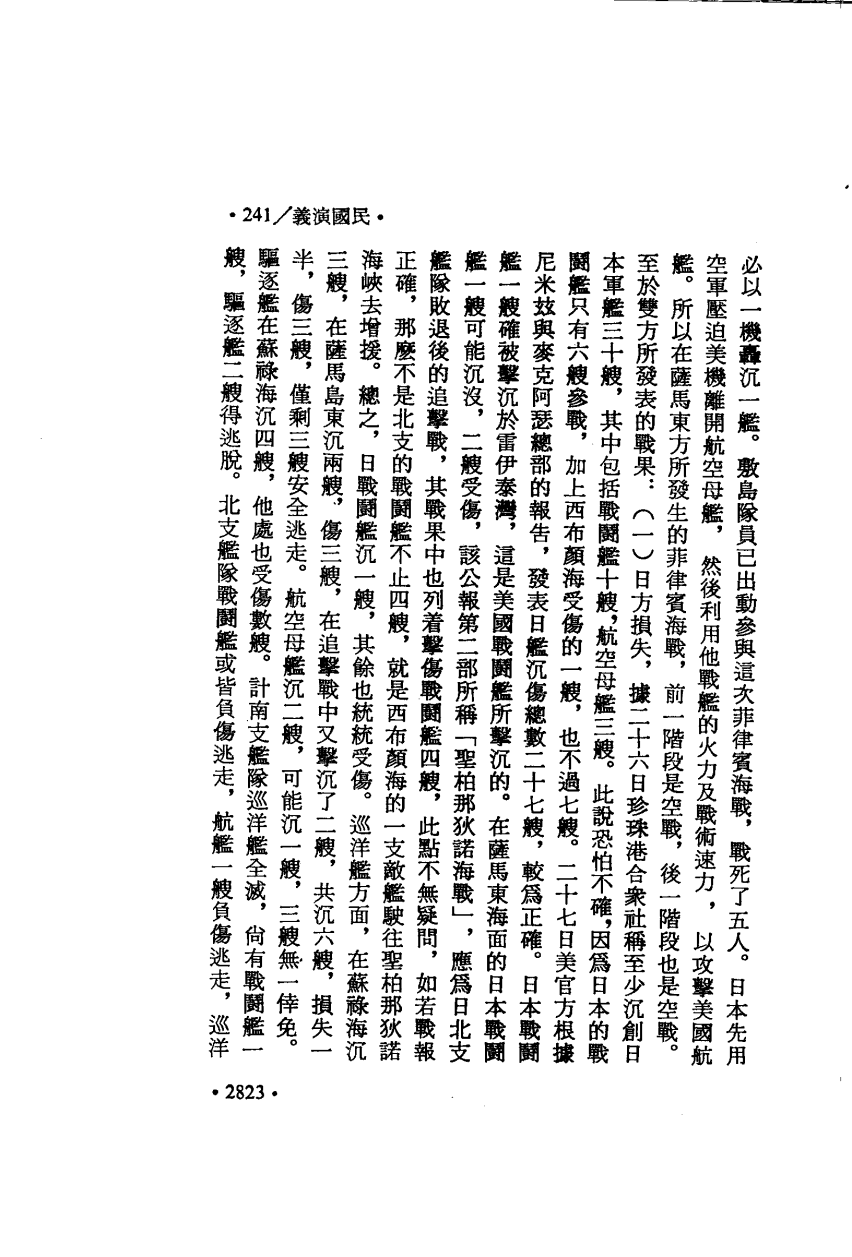 •241／義演國民•
必以一機轟沉一艦。敷島隊員已出動參與這次菲律賓海戰，戰死了五人。日本先用
空軍壓迫美機離開航空母艦，然後利用他戰艦的火力及戰術速力，以攻擊美國航
艦。所以在薩馬東方所發生的菲律賓海戰，前一階段是空戰，後一階段也是空戰。
至於雙方所發表的戰果：（一）日方損失，據二十六日珍珠港合衆社稱至少沉創日
本軍艦三十艘，其中包括戰鬪艦十艘，航空母艦三艘。此說恐怕不確，因爲日本的戰
鬪艦只有六艘參戰，加上西布顏海受傷的一艘，也不過七艘。二十七日美官方根據
尼米兹與麥克阿瑟總部的報告，發表日艦沉傷總數二十七艘，較爲正確。日本戰鬪
艦一艘確被擊沉於雷伊泰灣，這是美國戰鬪艦所擊沉的。在薩馬東海面的日本戰鬪
艦一艘可能沉沒，二艘受傷，該公報第二部所稱「聖柏那狄諾海戰」，應爲日北支
艦隊敗退後的追擊戰，其戰果中也列着擊傷戰鬪艦四艘，此點不無疑問，如若戰報
正確，那麼不是北支的戰鬪艦不止四艘，就是西布顏海的一支敵艦駛往聖柏那狄諾
海峽去增援。總之，日戰鬪艦沉一艘，其餘也統統受傷。巡洋艦方面，在蘇祿海沉
三艘，在薩馬島東沉兩艘，傷三艘，在追擊戰中又擊沉了二艘，共沉六艘，損失一
半，傷三艘，僅剩三艘安全逃走。航空母艦沉二艘，可能沉一艘，三艘無一倖免。
驅逐艦在蘇祿海沉四艘，他處也受傷數艘。計南支艦隊巡洋艦全滅，尙有戰鬪艦一
艘，驅逐艦二艘得逃脫。北支艦隊戰鬪艦或皆負傷逃走，航艦一艘負傷逃走，巡洋
•2823•